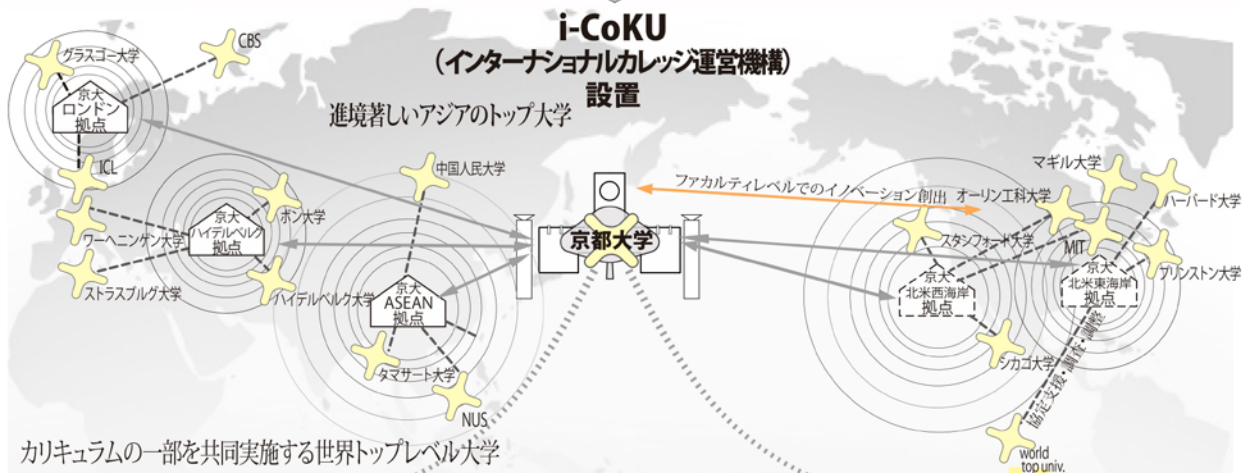 i-CoKU
（インターナショナルカレッジ運営機構）
設置
進境著しいアジアのトップ大学
グラスゴー大学
CBS
京大
ロンドン
拠点
ICL
中国人民大学
ボン大学
京大
ハイデルベルク
拠点
ワーヘニンゲン大学
ストラスブルグ大学
ハイデルベルク大学
京大
ASEAN
拠点
タマサート大学
NUS
京都大学
ファカルティレベルでのイノベーション創出
マギル大学
オーリン工科大学
ハーバード大学
スタンフォード大学
MIT
プリンストン大学
京大
北米西海岸
拠点
京大
北米東海岸
拠点
シカゴ大学
協定支援・調査・調整
world
top univ.
カリキュラムの一部を共同実施する世界トップレベル大学